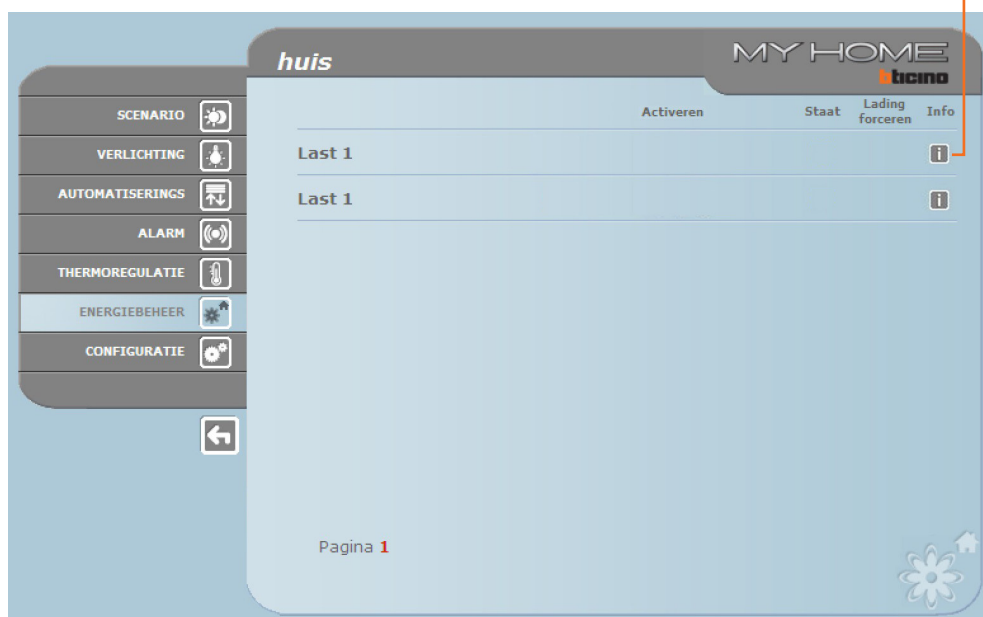 huis
MY HOME
bticino
SCENARIO
VERLICHTING
AUTOMATISERINGS
ALARM
THERMOREGULATIE
ENERGIEBEHEER
CONFIGURATIE
Activeren Staat Lading forceren Info
Last 1
Last 1
Pagina 1